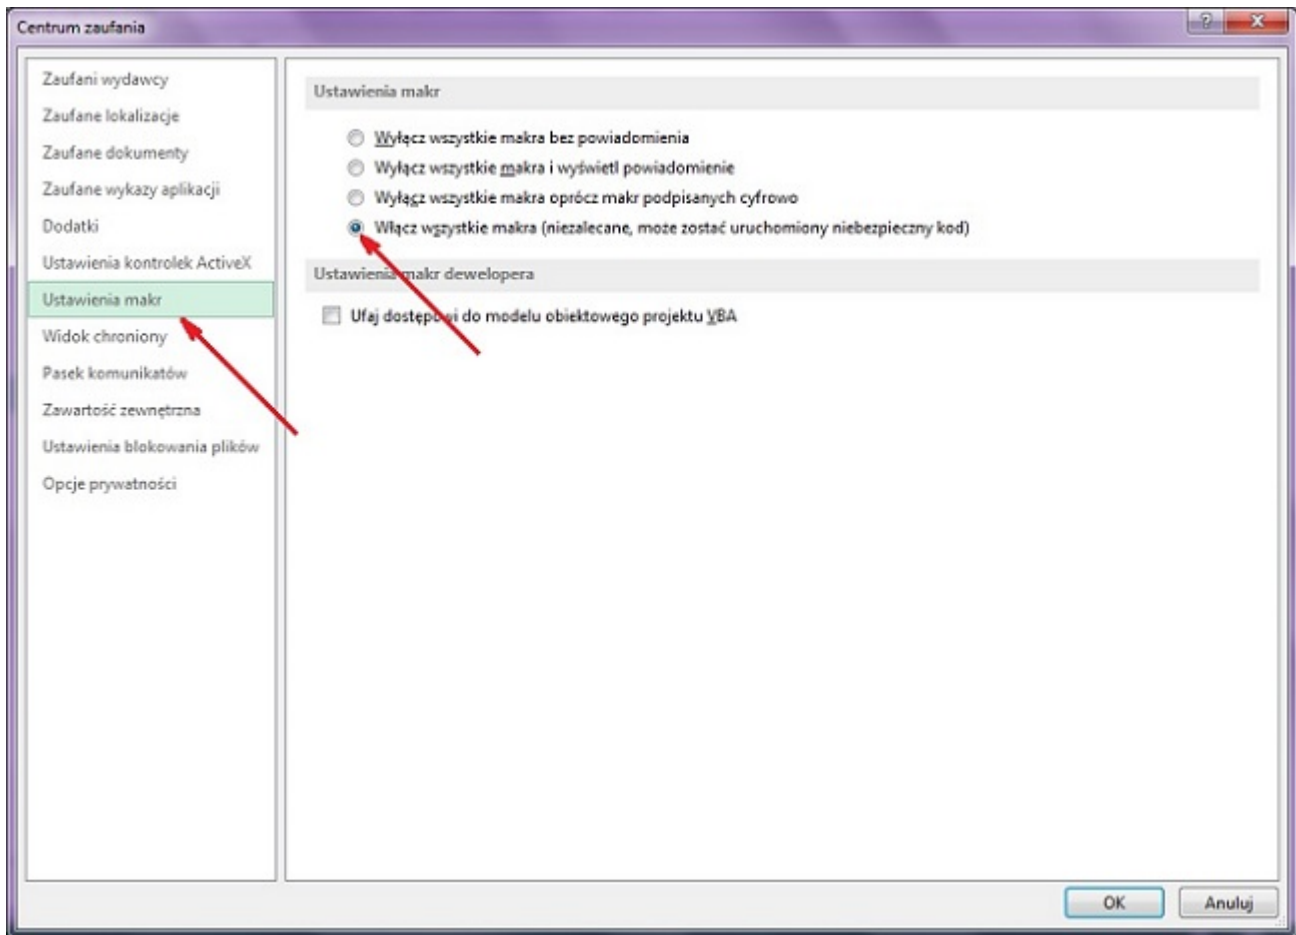 Centrum zaufania
Zaufani wydawcy
Zaufane lokalizacje
Zaufane dokumenty
Zaufane wykazy aplikacji
Dodatki
Ustawienia kontrolek ActiveX
Ustawienia makr
Widok chroniony
Pasek komunikatów
Zawartość zewnętrzna
Ustawienia blokowania plików
Opcje prywatności
Ustawienia makr
Wyłącz wszystkie makra bez powiadomienia
Wyłącz wszystkie makra i wyświetl powiadomienie
Wyłącz wszystkie makra oprócz makr podpisanych cyfrowo
Włącz wszystkie makra (niezalecane, może zostać uruchomiony niebezpieczny kod)
Ustawienia makr dewelopera
Ufaj dostępowi do modelu obiektowego projektu VBA
OK
Anuluj